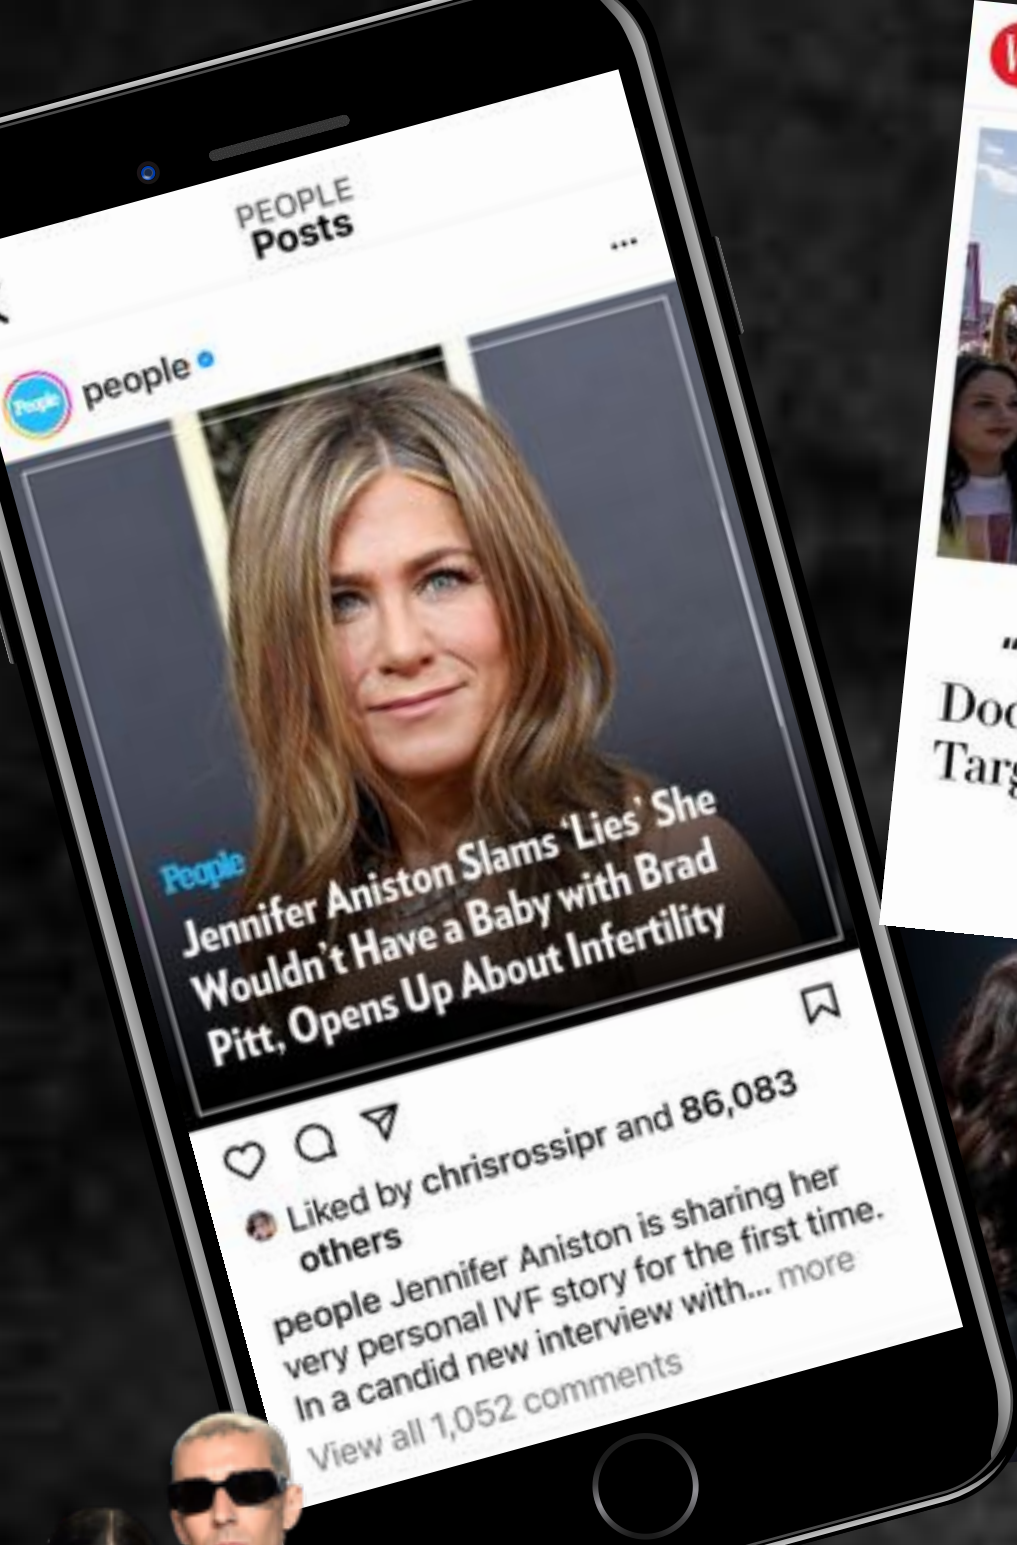 PEOPLE
Posts
People
people
People
Jennifer Aniston Slams ‘Lies’ She
Wouldn’t Have a Baby with Brad
Pitt, Opens Up About Infertility
Liked by chrisrossipr and 86,083
others
people Jennifer Aniston is sharing her
very personal IVF story for the first time.
In a candid new interview with... more
View all 1,052 comments